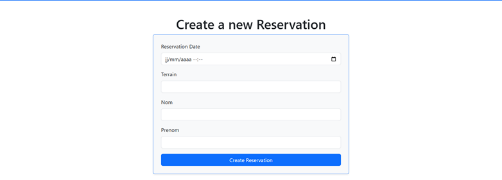 Create a new Reservation
Reservation Date
jj/mm/aaaa --:--
Terrain
Nom
Prenom
Create Reservation